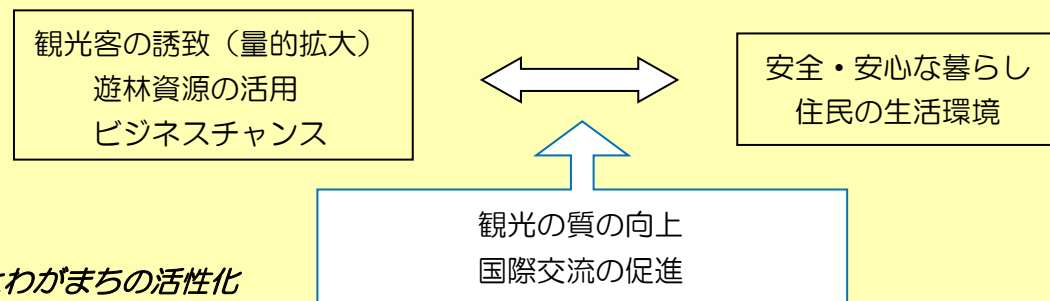 観光客の誘致（量的拡大）
遊林資源の活用
ビジネスチャンス
安全・安心な暮らし
住民の生活環境
観光の質の向上
国際交流の促進
わがまちの活性化